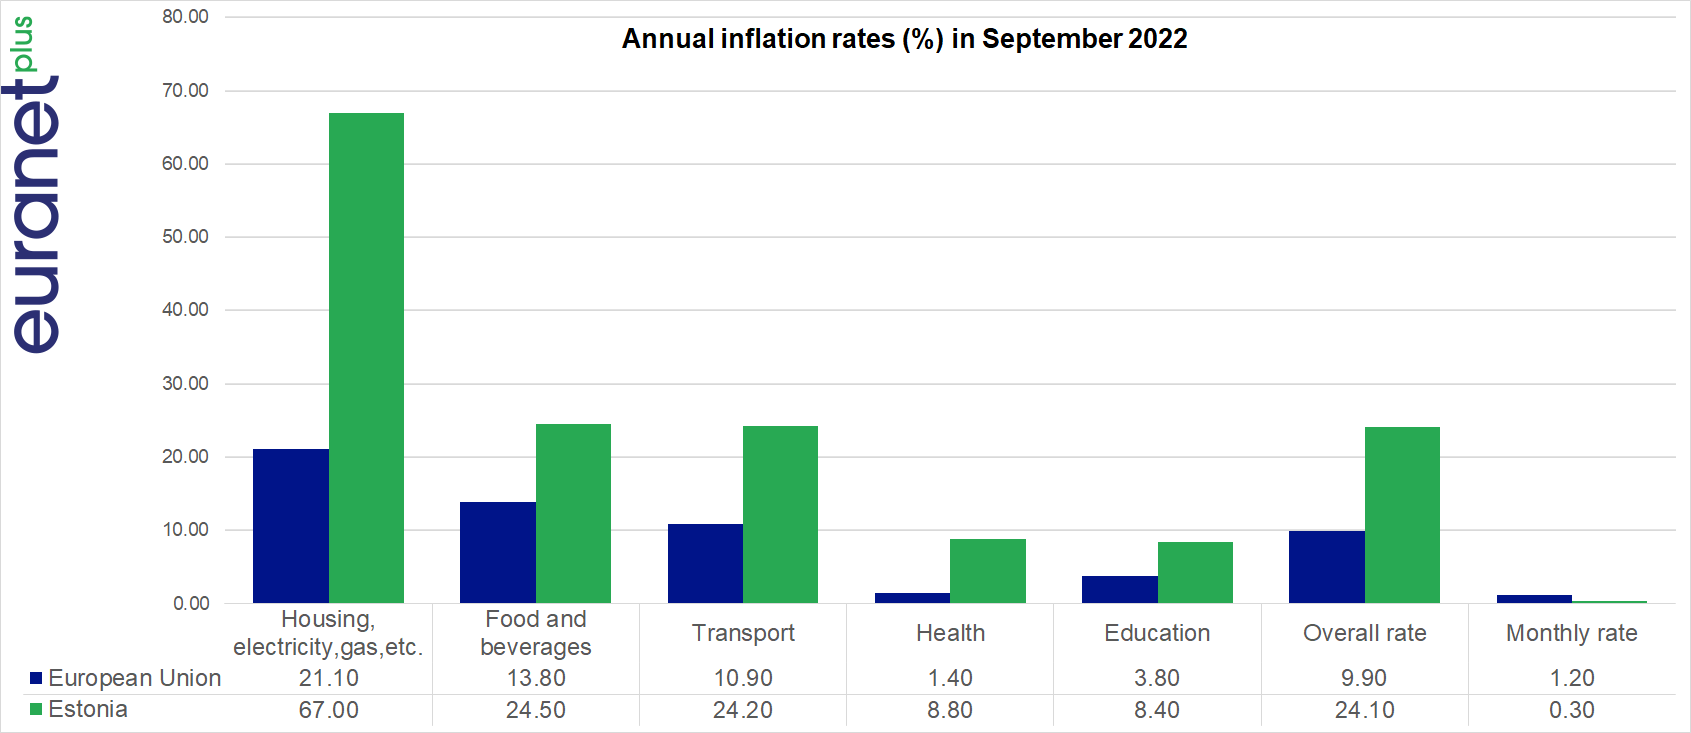 euranet plus
Annual inflation rates (%) in September 2022
80.00
70.00
60.00
50.00
40.00
30.00
20.00
10.00
0.00
Housing, electricity,gas,etc.
Food and beverages
Transport
Health
Education
Overall rate
Monthly rate
European Union 21.10 13.80 10.90 1.40 3.80 9.90 1.20
Estonia 67.00 24.50 24.20 8.80 8.40 24.10 0.30